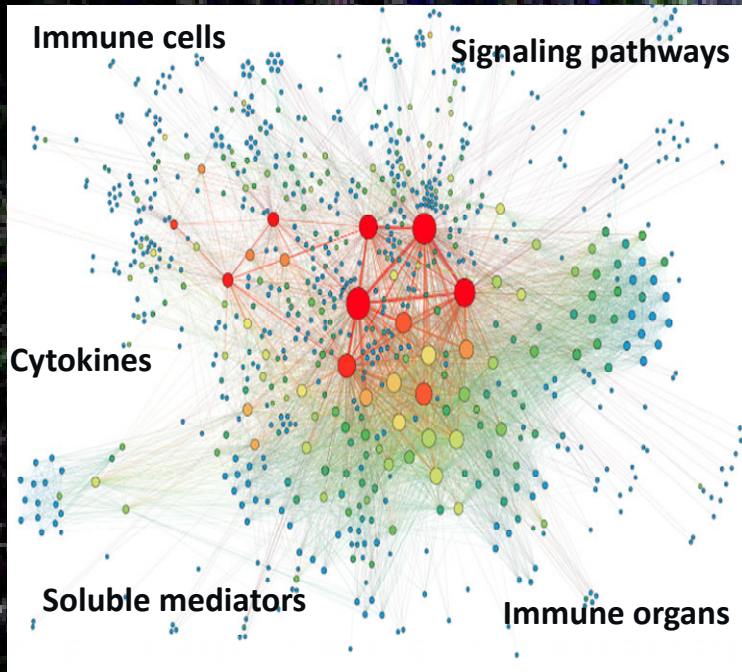 Immune cells
Signaling pathways
Cytokines
Soluble mediators
Immune organs